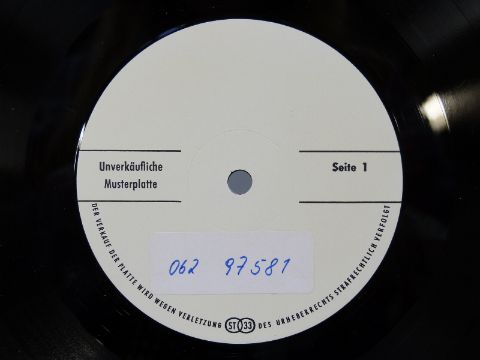 Unverkäufliche
Musterplatte
Seite 1
062 97581
DER VERKAUF DER PLATTE WIRD WEGEN VERLETZUNG ST 33 DES URHEBERRECHTS STRAFRECHTLICH VERFOLGT